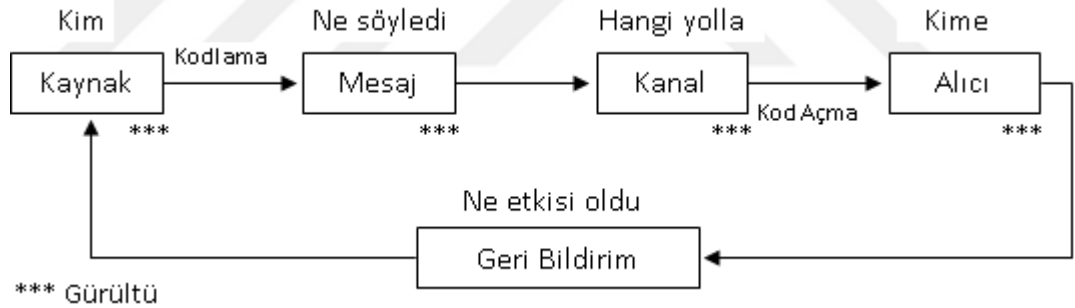 Kim Ne söyledi Hangi yolla Kime
Kaynak Kodlama Mesaj Kanal Kod Açma Alıcı
*** *** *** ***
Ne etkisi oldu
Geri Bildirim
*** Gürültü